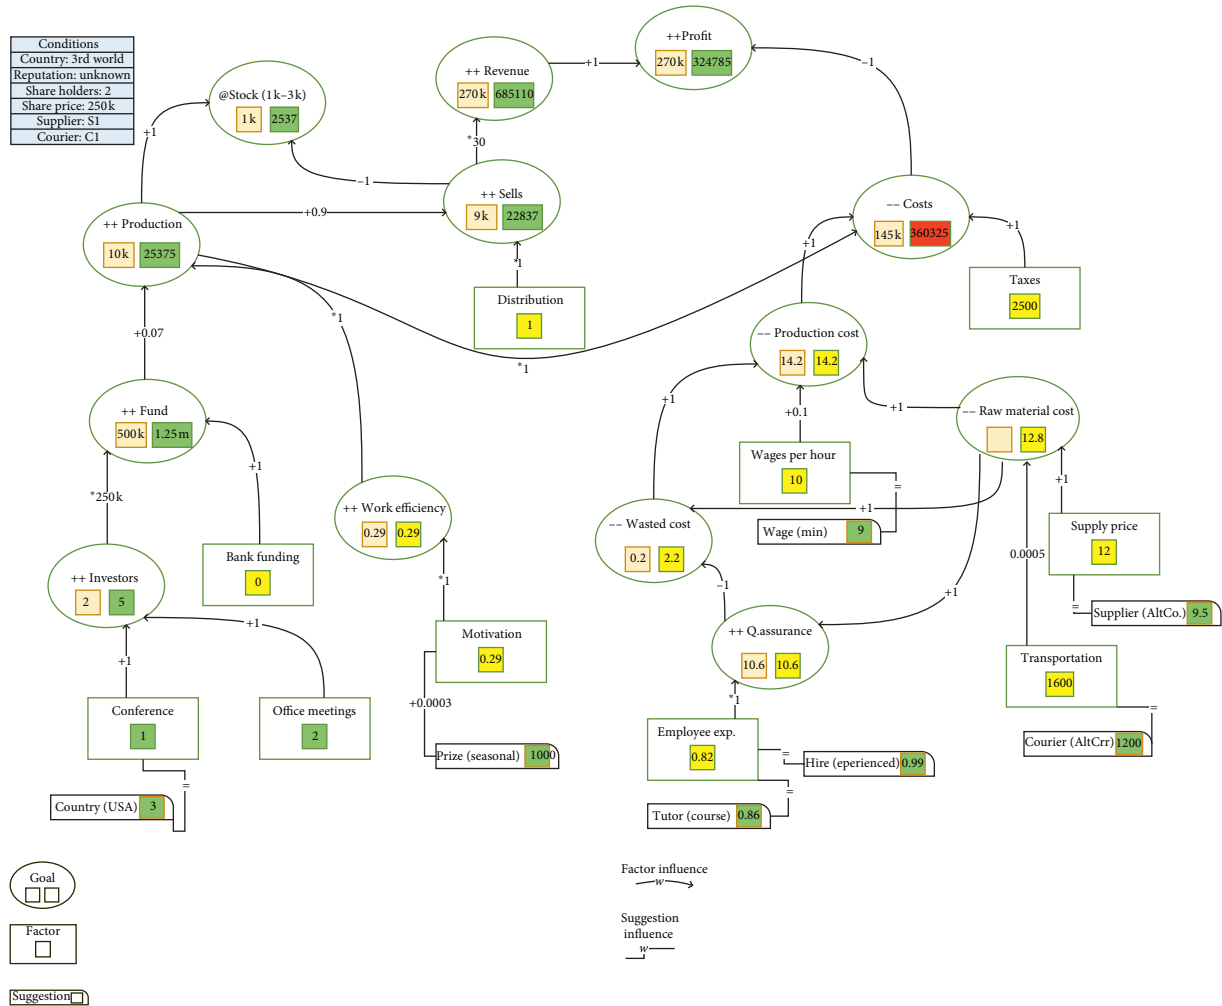 Conditions
Country: 3rd world
Reputation: unknown
Share holders: 2
Share price: 250k
Supplier: S1
Courier: C1
@Stock (1k–3k)
1k 2537
++ Revenue
270k 685110
++Profit
270k 324785
+1
–1
+1
*30
–1
++ Sells
9k 22837
+0.9
++ Production
10k 25375
–– Costs
145k 360325
+1
+1
*1
Taxes
2500
Distribution
1
*1
*1
+0.07
–– Production cost
14.2 14.2
+1
+0.1
+1
++ Fund
500k 1.25m
–– Raw material cost
12.8
Wages per hour
10
=
Wage (min) 9
+1
*250k
+1
++ Work efficiency
0.29 0.29
–– Wasted cost
0.2 2.2
+1
Supply price
12
0.0005
=
Supplier (AltCo.) 9.5
Bank funding
0
++ Investors
2 5
*1
–1
+1
+1
+1
Motivation
0.29
++ Q.assurance
10.6 10.6
Transportation
1600
=
Courier (AltCrr) 1200
+0.0003
*1
Conference
1
Office meetings
2
Prize (seasonal) 1000
Employee exp.
0.82
=
Hire (eperienced) 0.99
=
Tutor (course) 0.86
=
Country (USA) 3
Goal
Factor
Suggestion
Factor influence
w
Suggestion
influence
w